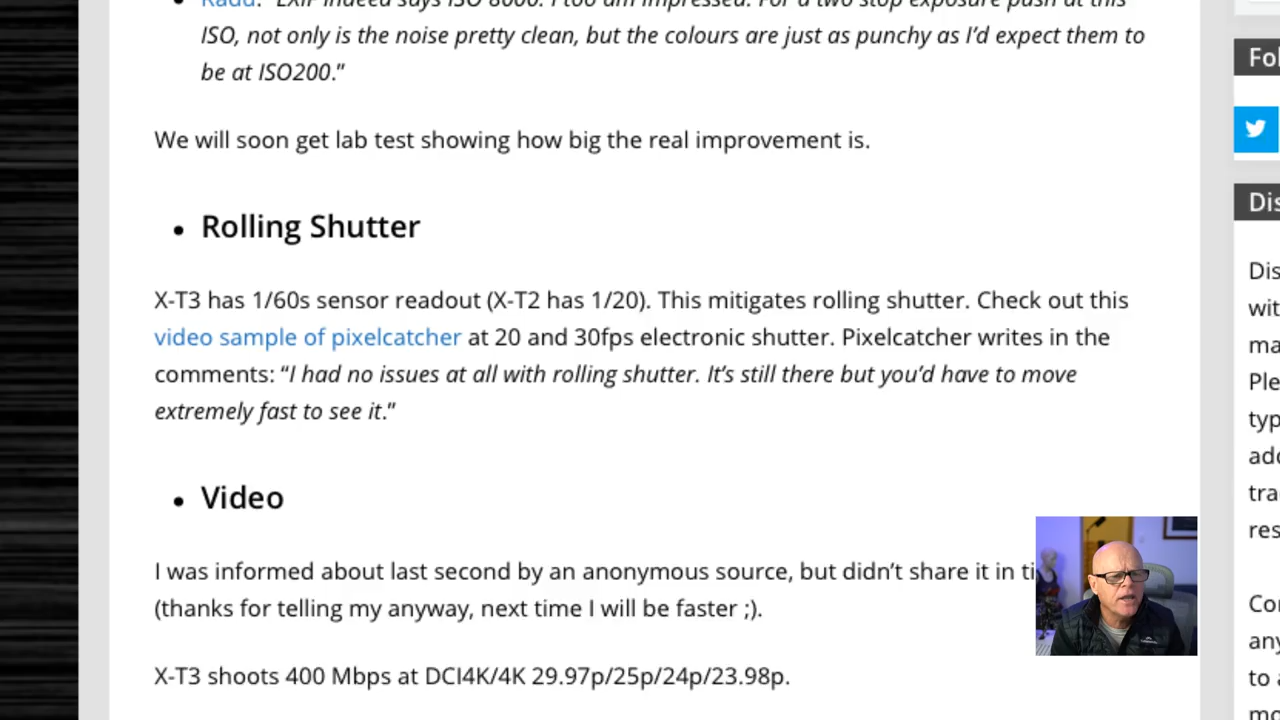 Radu: "EXIF indeed says ISO 8000. I too am impressed. For a two stop exposure push at this
ISO, not only is the noise pretty clean, but the colours are just as punchy as I’d expect them to
be at ISO200.”
Fol
We will soon get lab test showing how big the real improvement is.
Dis
• Rolling Shutter
X-T3 has 1/60s sensor readout (X-T2 has 1/20). This mitigates rolling shutter. Check out this
video sample of pixelcatcher at 20 and 30fps electronic shutter. Pixelcatcher writes in the
comments: “I had no issues at all with rolling shutter. It’s still there but you’d have to move
extremely fast to see it.”
• Video
I was informed about last second by an anonymous source, but didn’t share it in ti
(thanks for telling my anyway, next time I will be faster ;).
X-T3 shoots 400 Mbps at DCI4K/4K 29.97p/25p/24p/23.98p.
Dis
wit
ma
Ple
typ
add
tra
res
Co
any
to a
mo